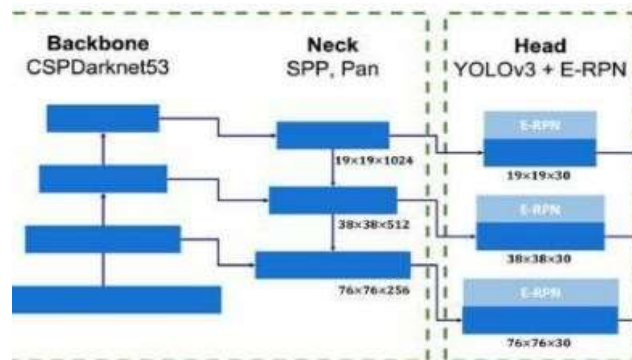 Backbone
CSPDarknet53
Neck
SPP, Pan
Head
YOLOv3 + E-RPN
19×19×1024
38×38×512
76×76×256
E-RPN
19×19×30
E-RPN
38×38×30
E-RPN
76×76×30